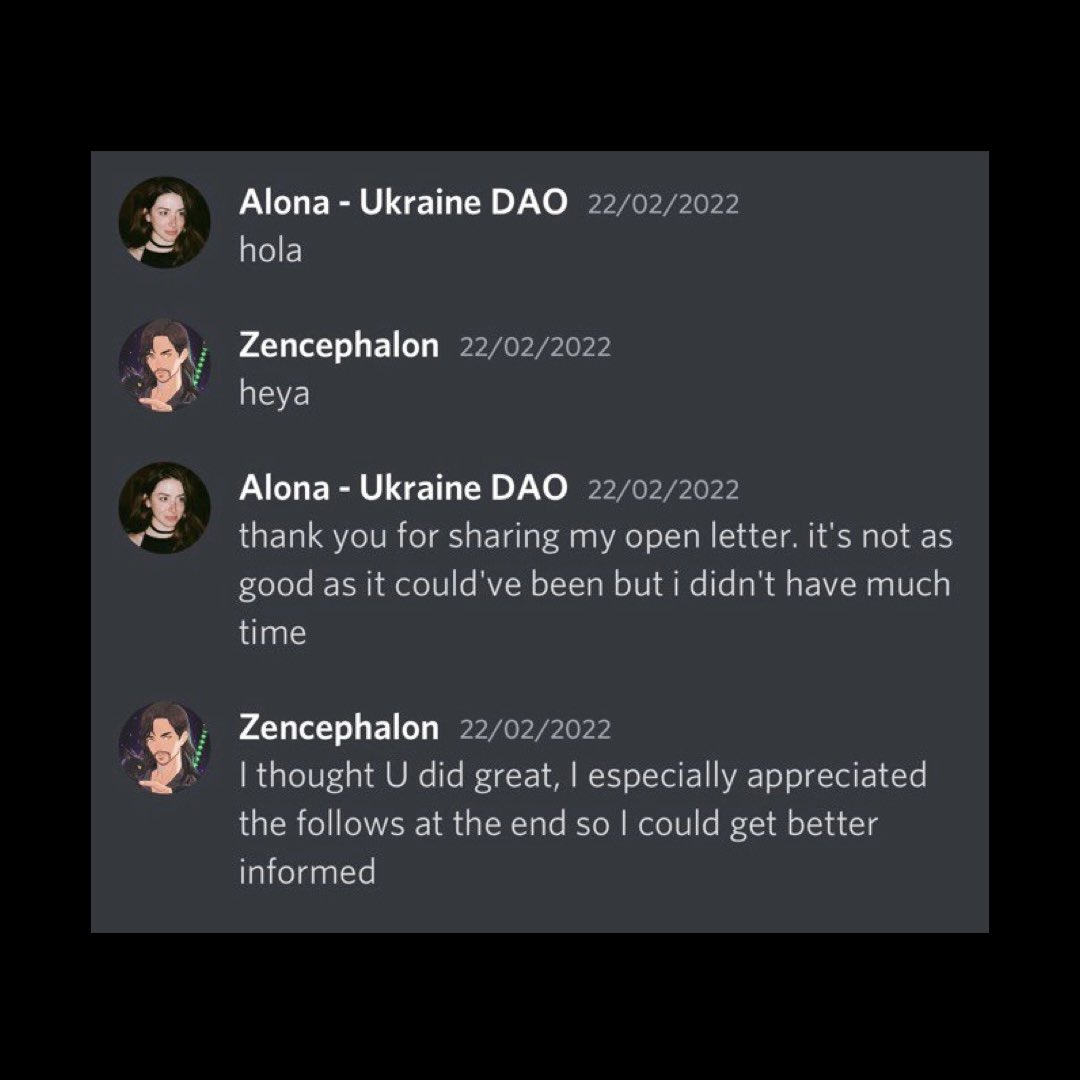 Alona - Ukraine DAO 22/02/2022
hola
Zencephalon 22/02/2022
heya
Alona - Ukraine DAO 22/02/2022
thank you for sharing my open letter. it's not as
good as it could've been but i didn't have much
time
Zencephalon 22/02/2022
I thought U did great, I especially appreciated
the follows at the end so I could get better
informed